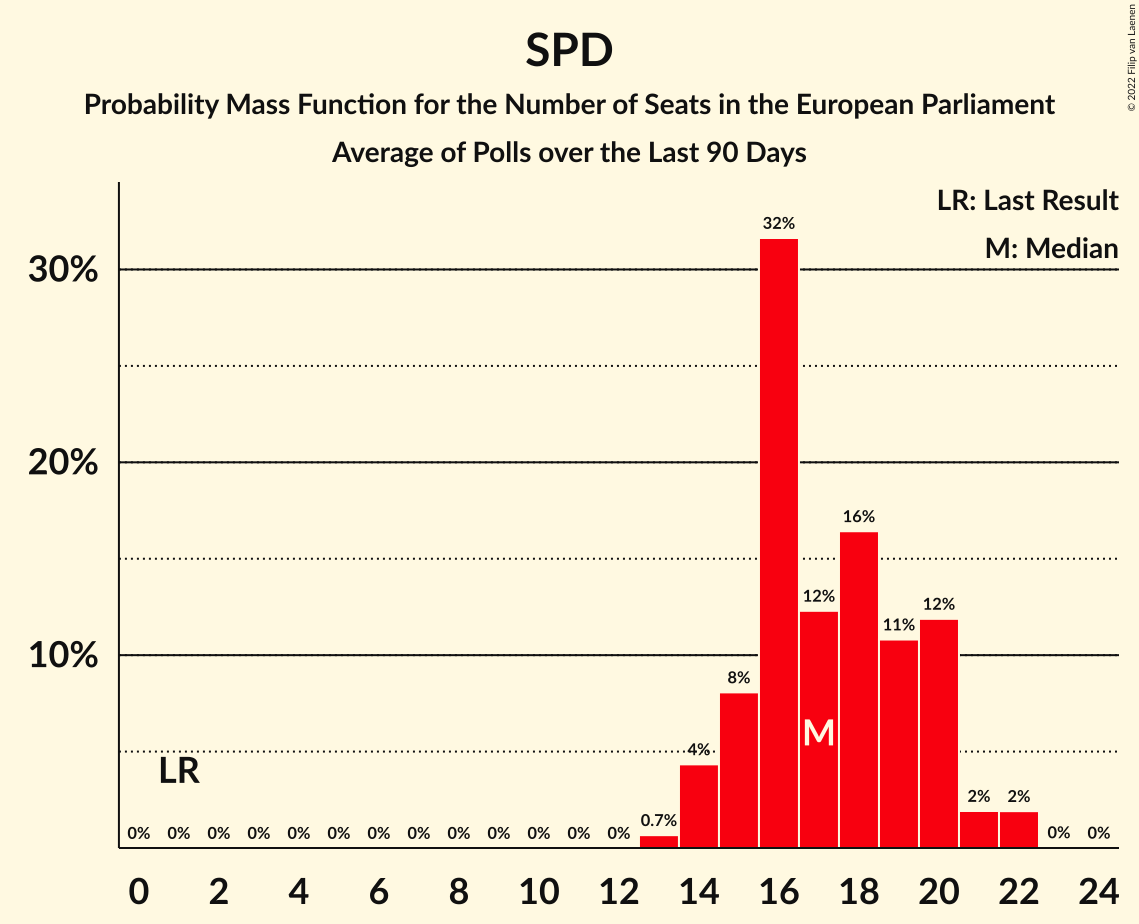 SPD
Probability Mass Function for the Number of Seats in the European Parliament
Average of Polls over the Last 90 Days
© 2022 Filip van Laenen
LR: Last Result
M: Median
30%
20%
10%
0% 0% 0% 0% 0% 0% 0% 0% 0% 0% 0% 0% 0% 0.7% 4% 8% 32% 12% 16% 11% 12% 2% 2% 0% 0%
LR
M
0 2 4 6 8 10 12 14 16 18 20 22 24